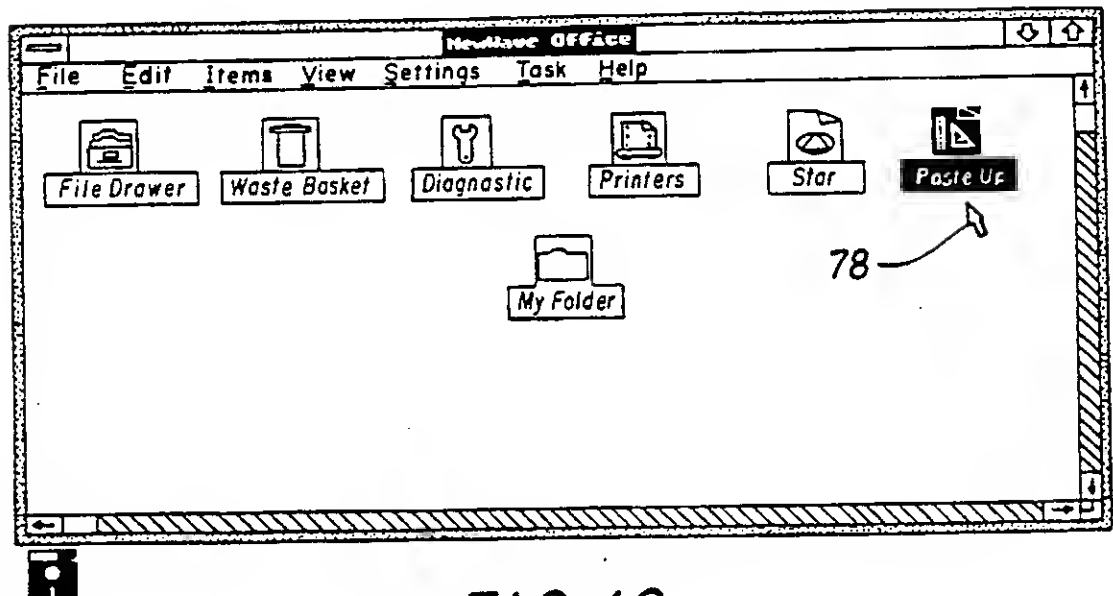 NewWave Office
File Edit Items View Settings Task Help
File Drawer Waste Basket Diagnostic Printers Star Paste Up
78
My Folder